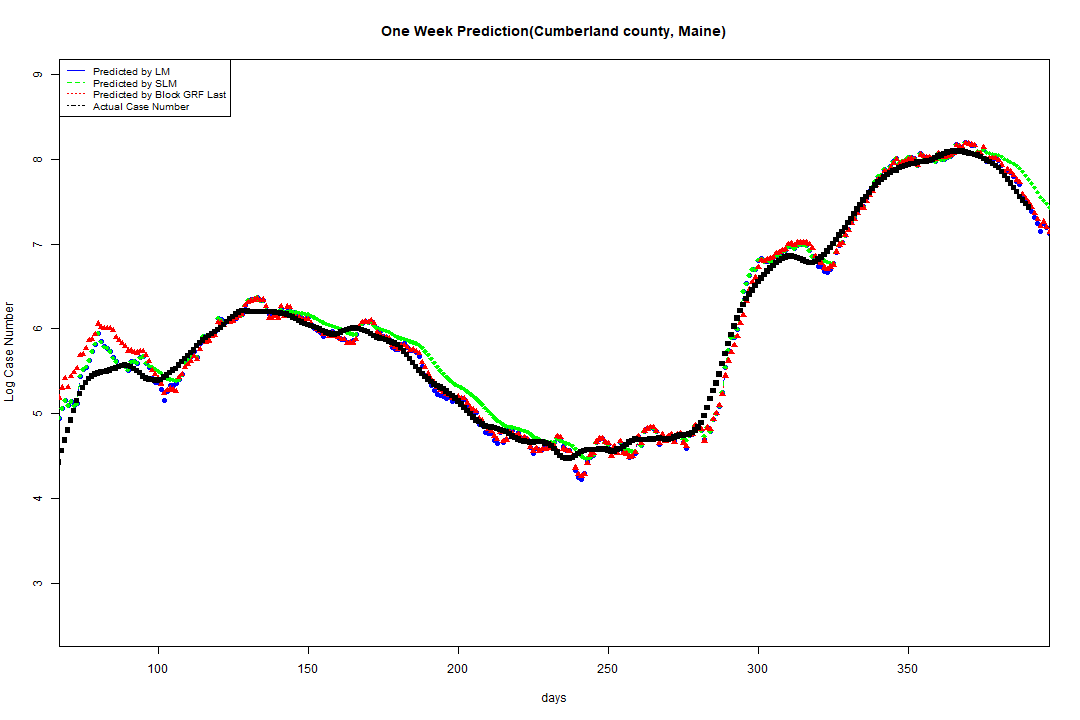 One Week Prediction(Cumberland county, Maine)
Predicted by LM
Predicted by SLM
Predicted by Block GRF Last
Actual Case Number
9
8
7
6
5
4
3
Log Case Number
100 150 200 250 300 350
days